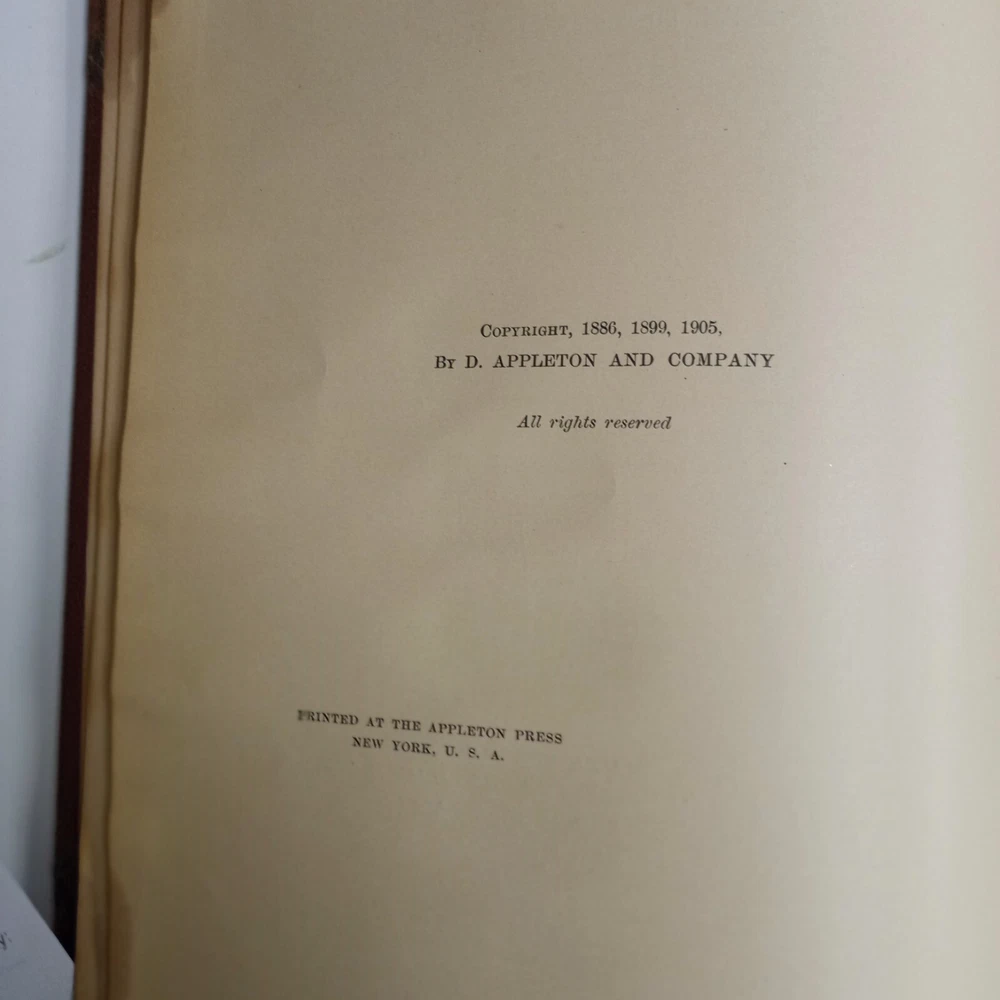 Copyright, 1886, 1899, 1905,
By D. APPLETON AND COMPANY
All rights reserved
PRINTED AT THE APPLETON PRESS
NEW YORK, U. S. A.